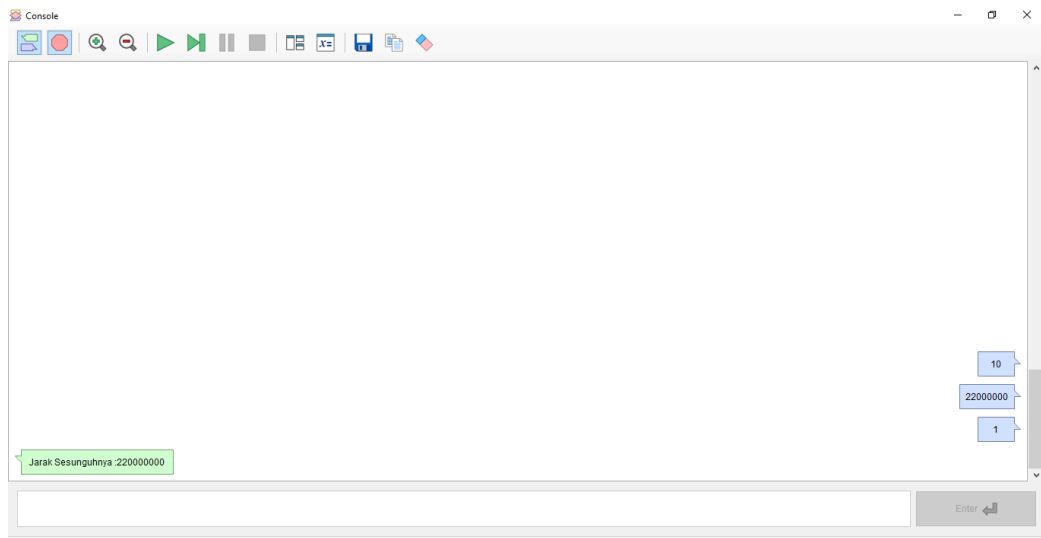 Console
x=
10
22000000
1
Jarak Sesunguhnya :220000000
Enter